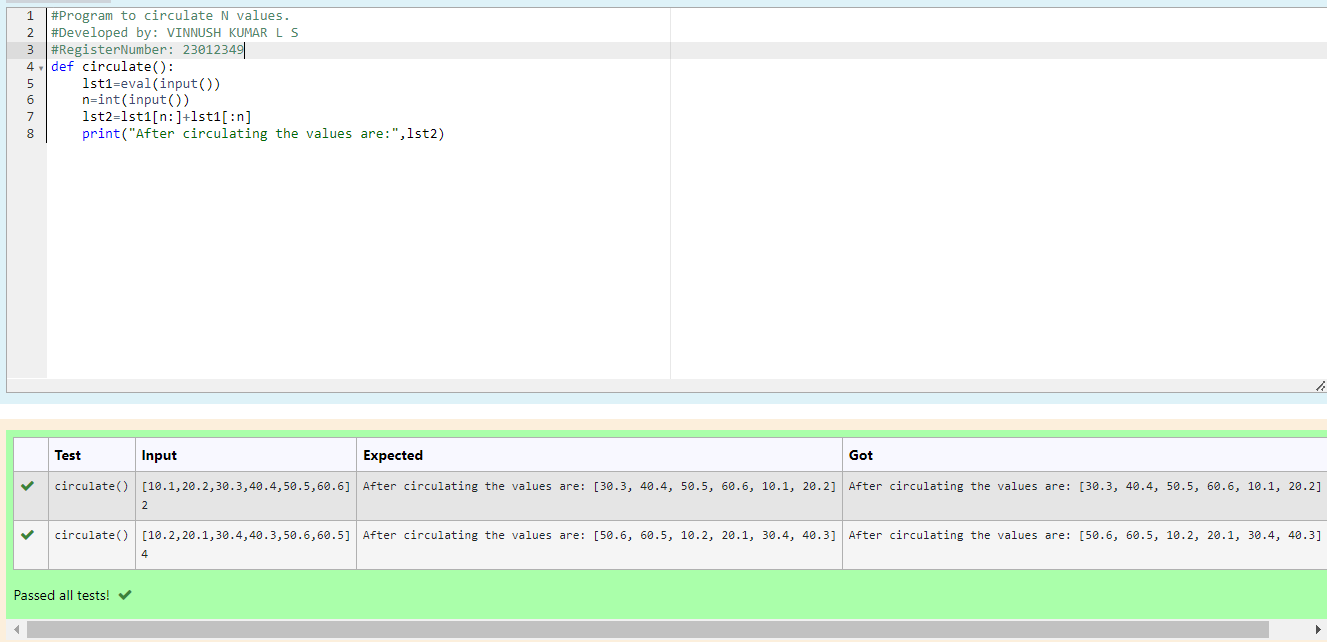 1 #Program to circulate N values.
2 #Developed by: VINNUSH KUMAR L S
3 #RegisterNumber: 23012349
4 def circulate():
5     lst1=eval(input())
6     n=int(input())
7     lst2=lst1[n:]+lst1[:n]
8     print("After circulating the values are:",lst2)
Test Input Expected Got
circulate() [10.1,20.2,30.3,40.4,50.5,60.6] After circulating the values are: [30.3, 40.4, 50.5, 60.6, 10.1, 20.2] After circulating the values are: [30.3, 40.4, 50.5, 60.6, 10.1, 20.2]
2
circulate() [10.2,20.1,30.4,40.3,50.6,60.5] After circulating the values are: [50.6, 60.5, 10.2, 20.1, 30.4, 40.3] After circulating the values are: [50.6, 60.5, 10.2, 20.1, 30.4, 40.3]
4
Passed all tests!